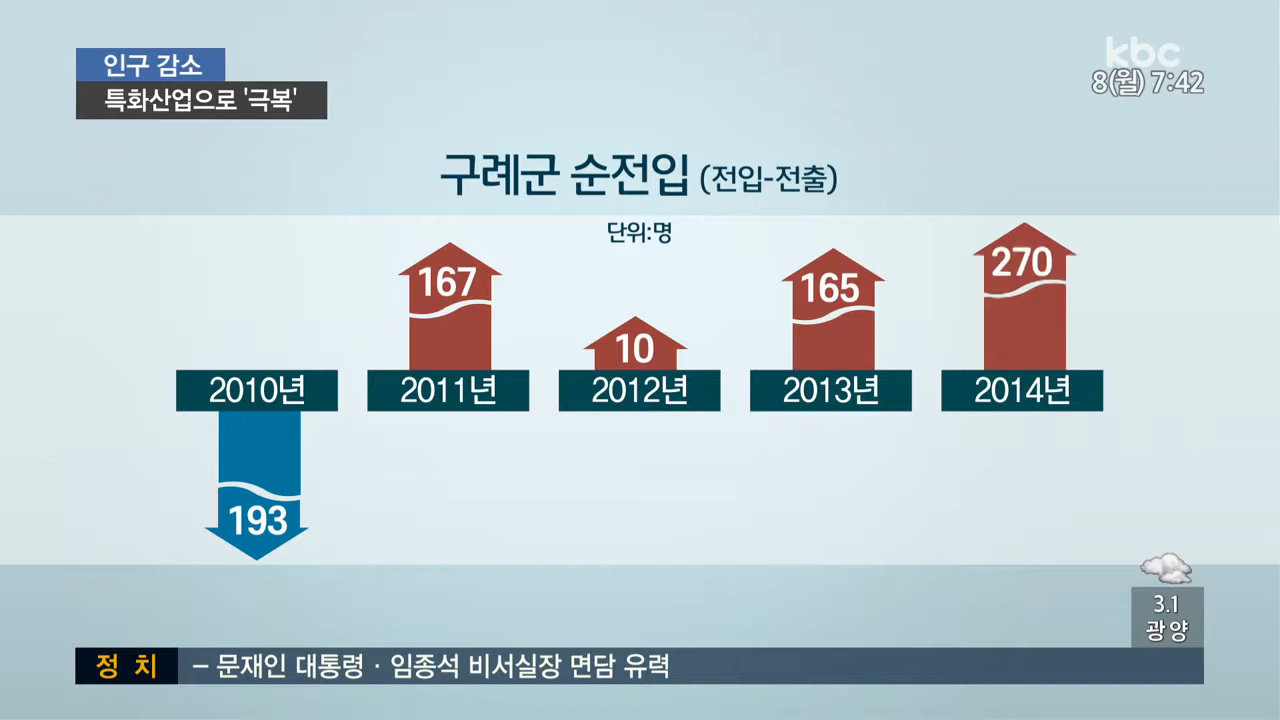 인구 감소
특화산업으로 '극복'
kbc
8(월) 7:42
구례군 순전입 (전입-전출)
단위:명
167
10
165
270
2010년
2011년
2012년
2013년
2014년
193
3.1
광양
정 치
- 문재인 대통령·임종석 비서실장 면담 유력